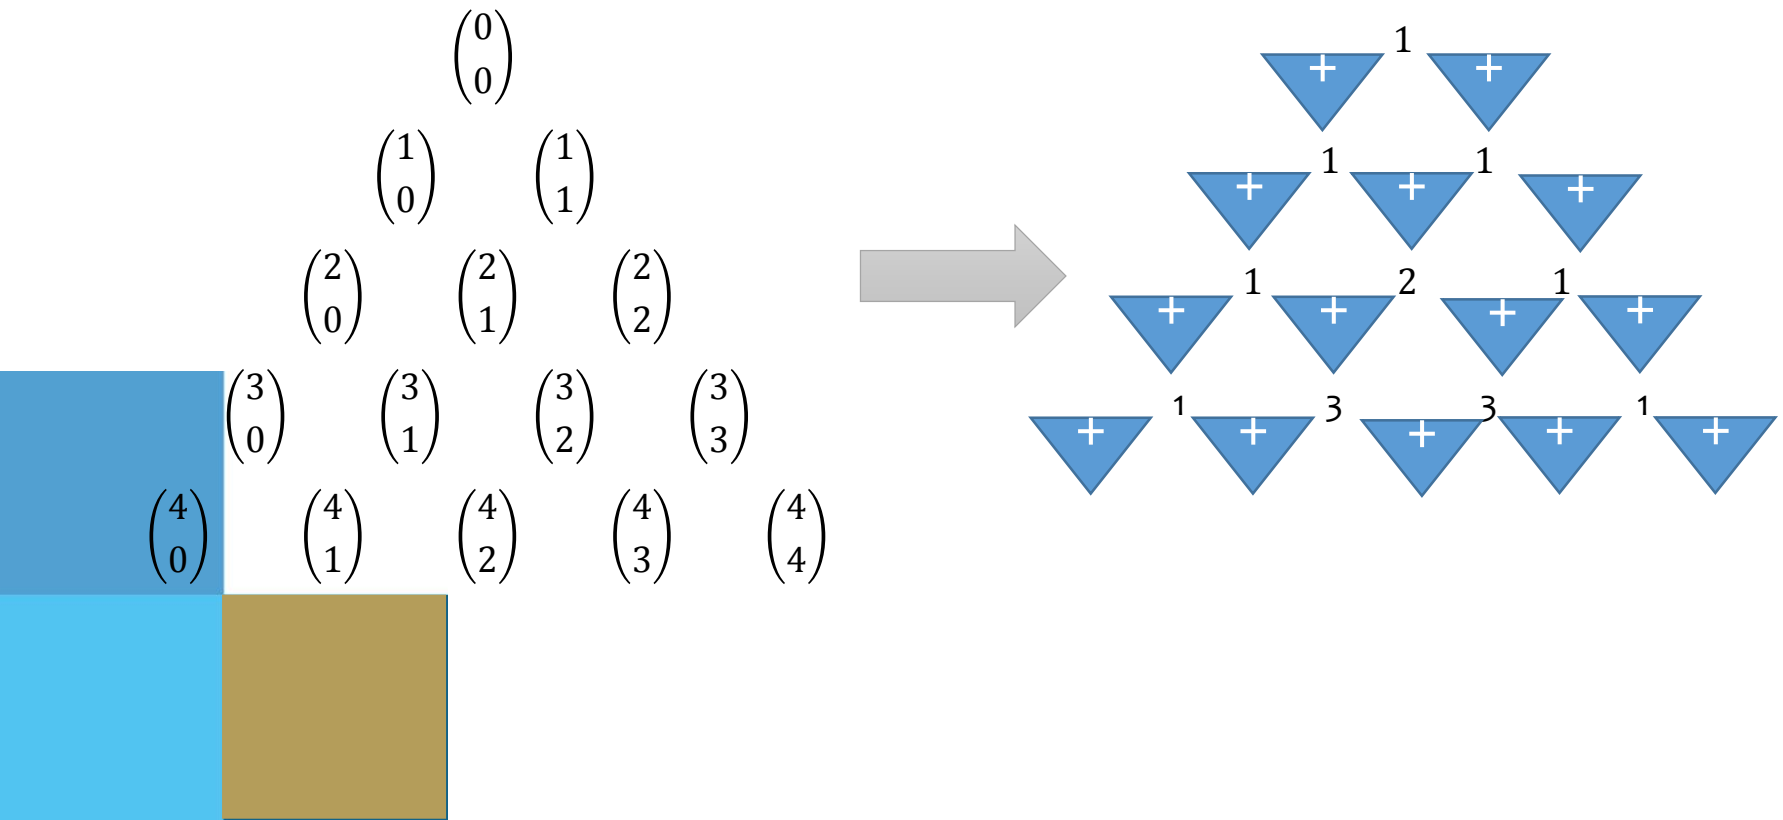 (0 0) 1
+ +
(1 0) (1 1) 1 1
+ + +
(2 0) (2 1) (2 2) 1 2 1
+ + + +
(3 0) (3 1) (3 2) (3 3) 1 3 3 1
+ + + + +
(4 0) (4 1) (4 2) (4 3) (4 4)